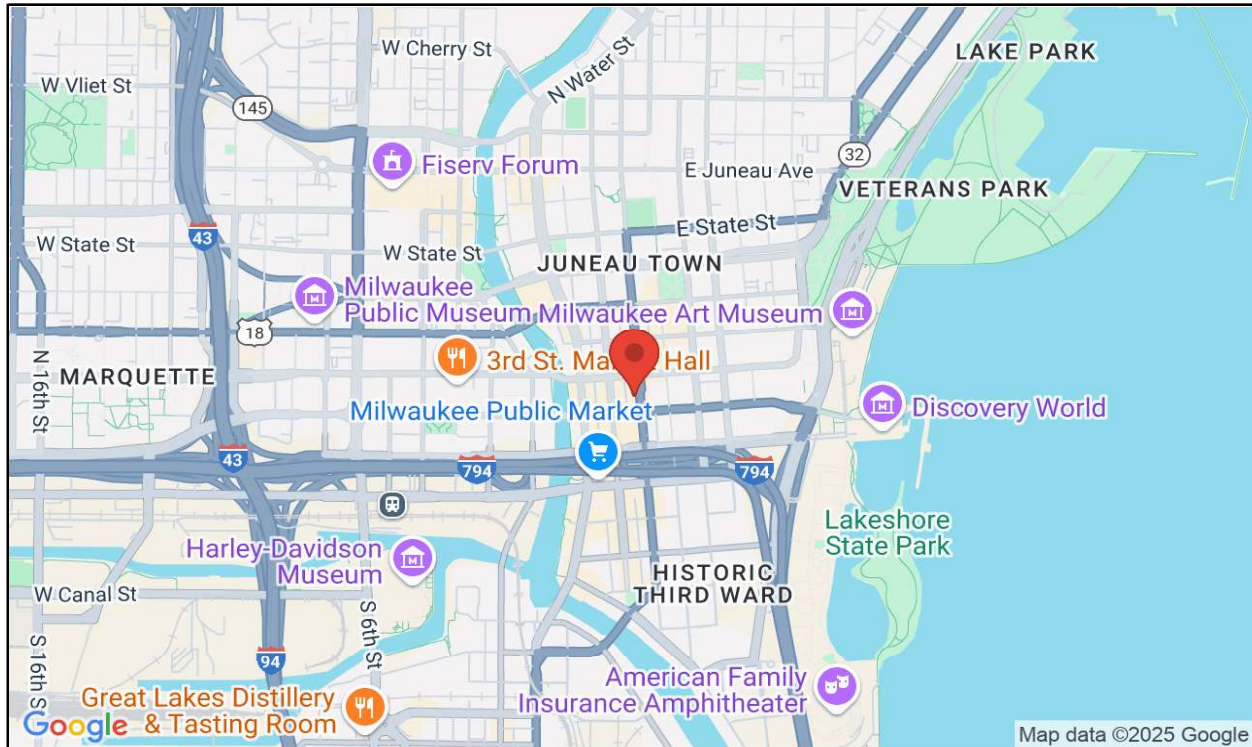 W Cherry St
N Water St
LAKE PARK
W Vliet St
145
32
Fiserv Forum
E Juneau Ave
VETERANS PARK
43
W State St
W State St
E State St
JUNEAU TOWN
Milwaukee
Public Museum
Milwaukee Art Museum
18
3rd St. Ma
Hall
MARQUETTE
N 16th St
Milwaukee Public Market
Discovery World
43
794
794
Lakeshore
State Park
Harley-Davidson
Museum
HISTORIC
THIRD WARD
W Canal St
S 6th St
S 16th S
94
American Family
Insurance Amphitheater
Great Lakes Distillery
& Tasting Room
Google
Map data ©2025 Google